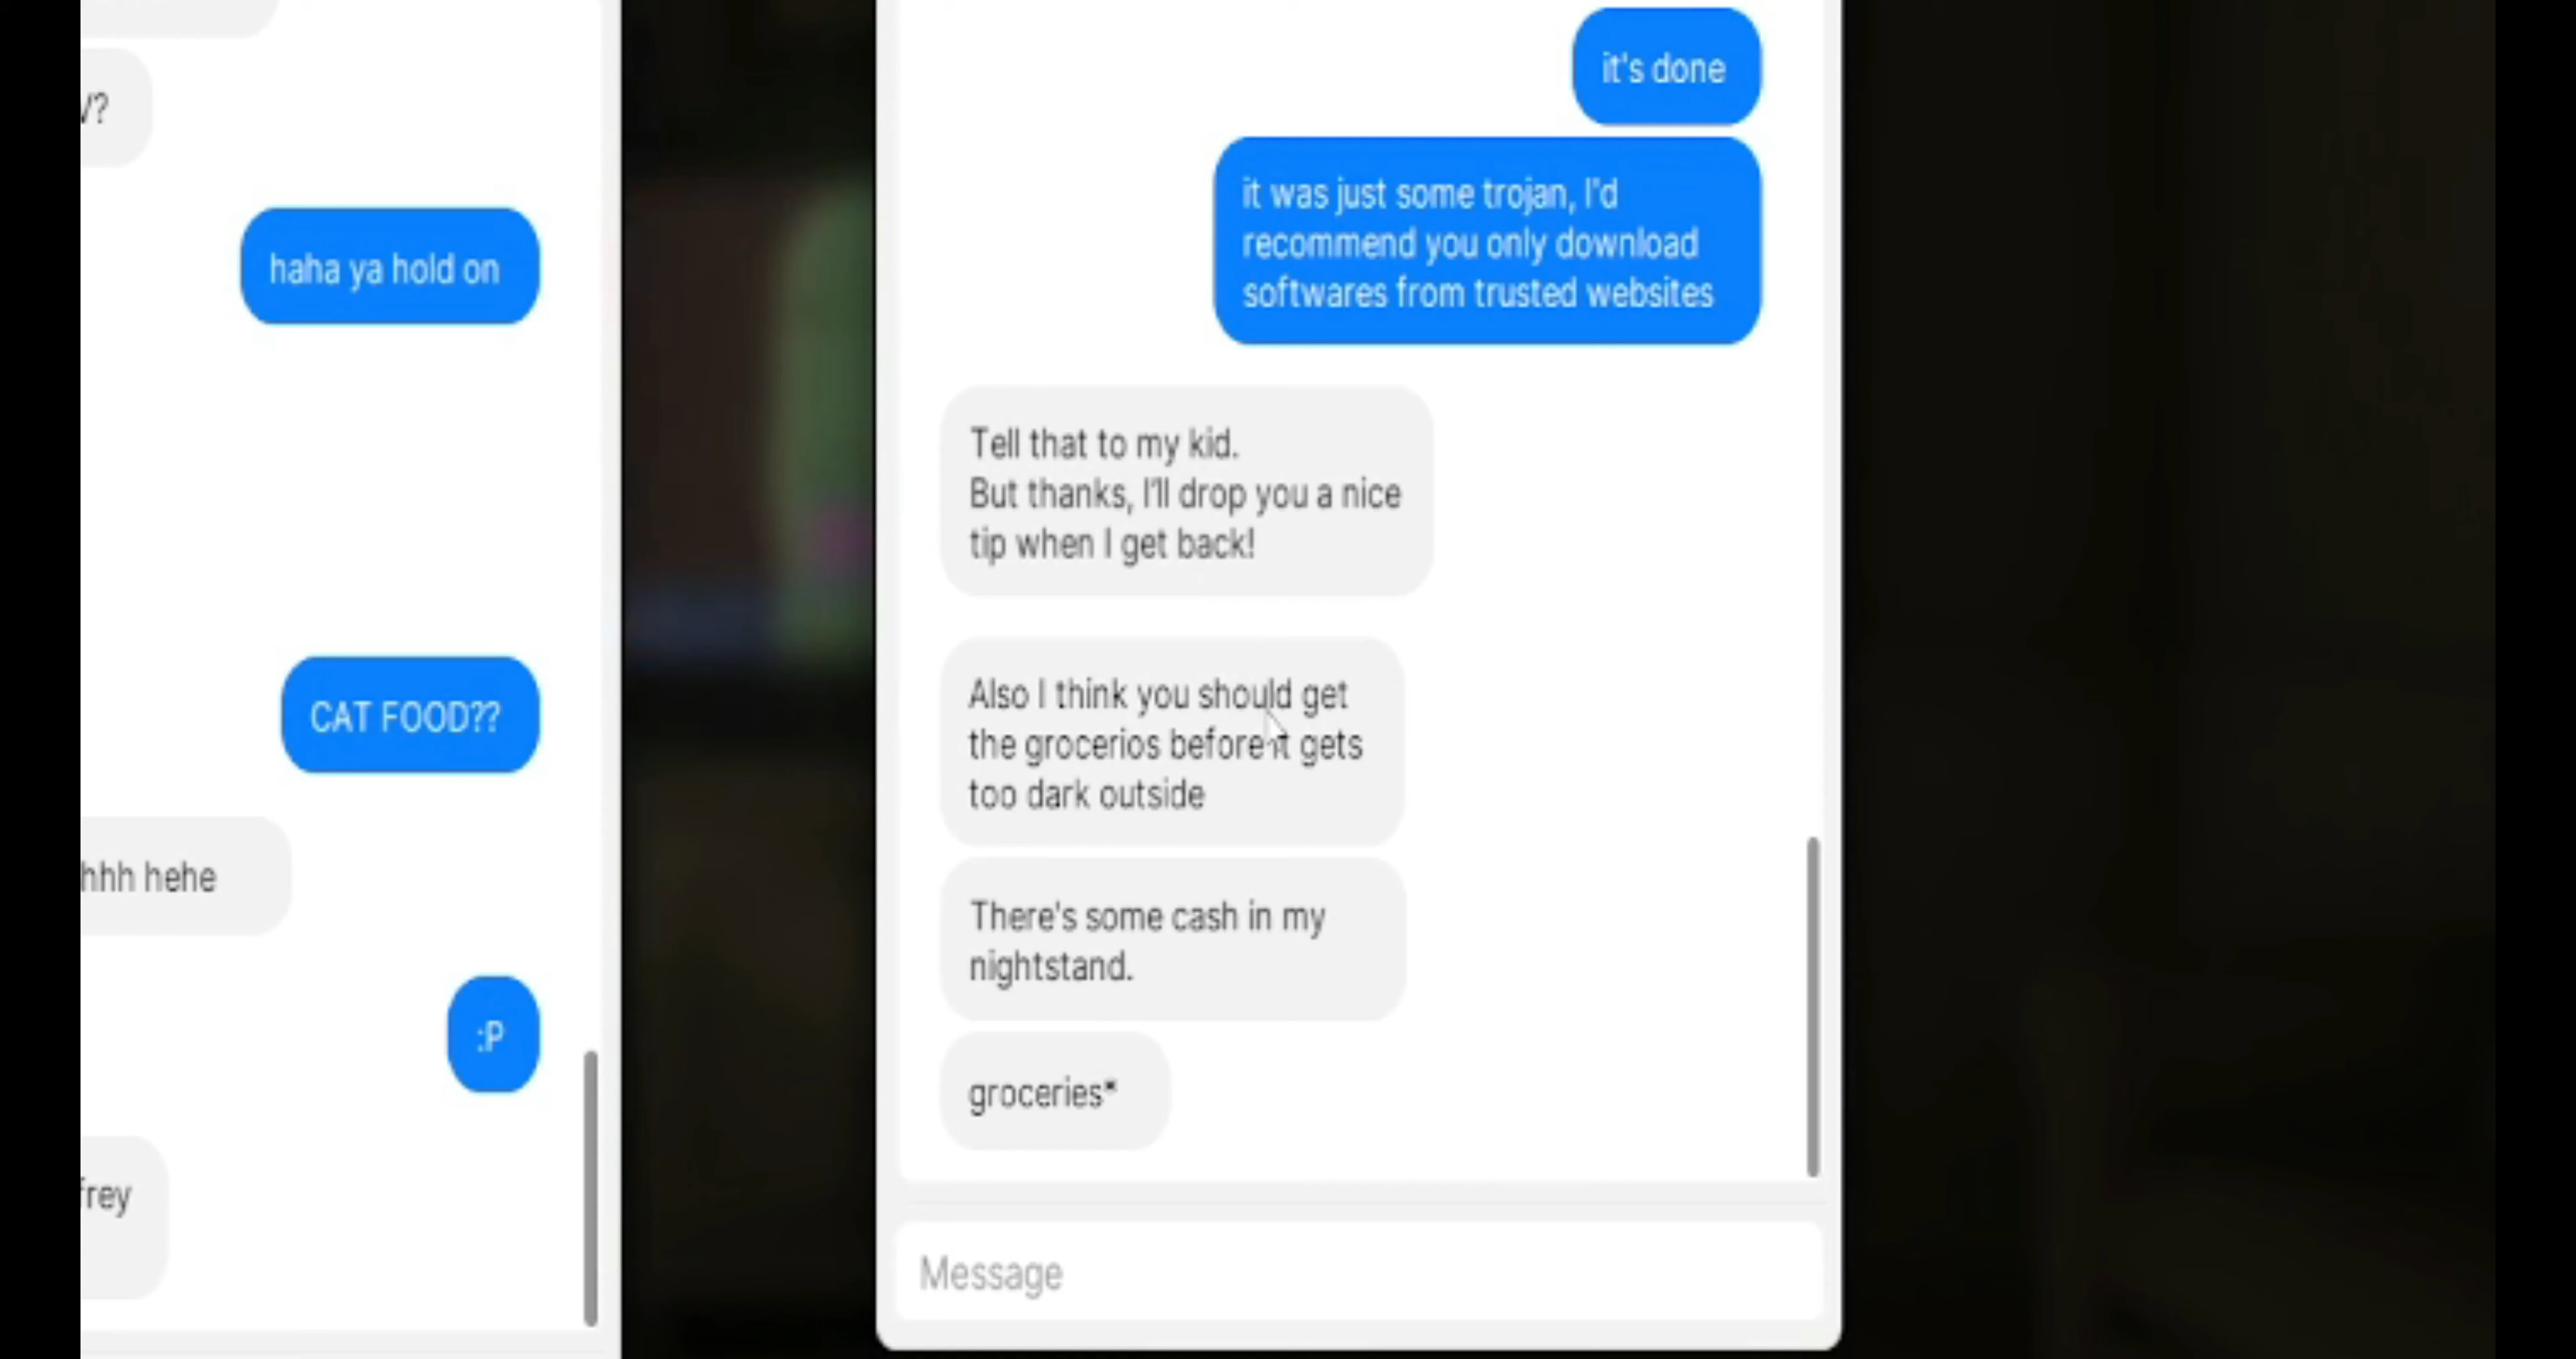 V?
haha ya hold on
CAT FOOD??
hhh hehe
:P
frey
it's done
it was just some trojan, I'd
recommend you only download
softwares from trusted websites
Tell that to my kid.
But thanks, I'll drop you a nice
tip when I get back!
Also I think you should get
the grocerios before it gets
too dark outside
There's some cash in my
nightstand.
groceries*
Message